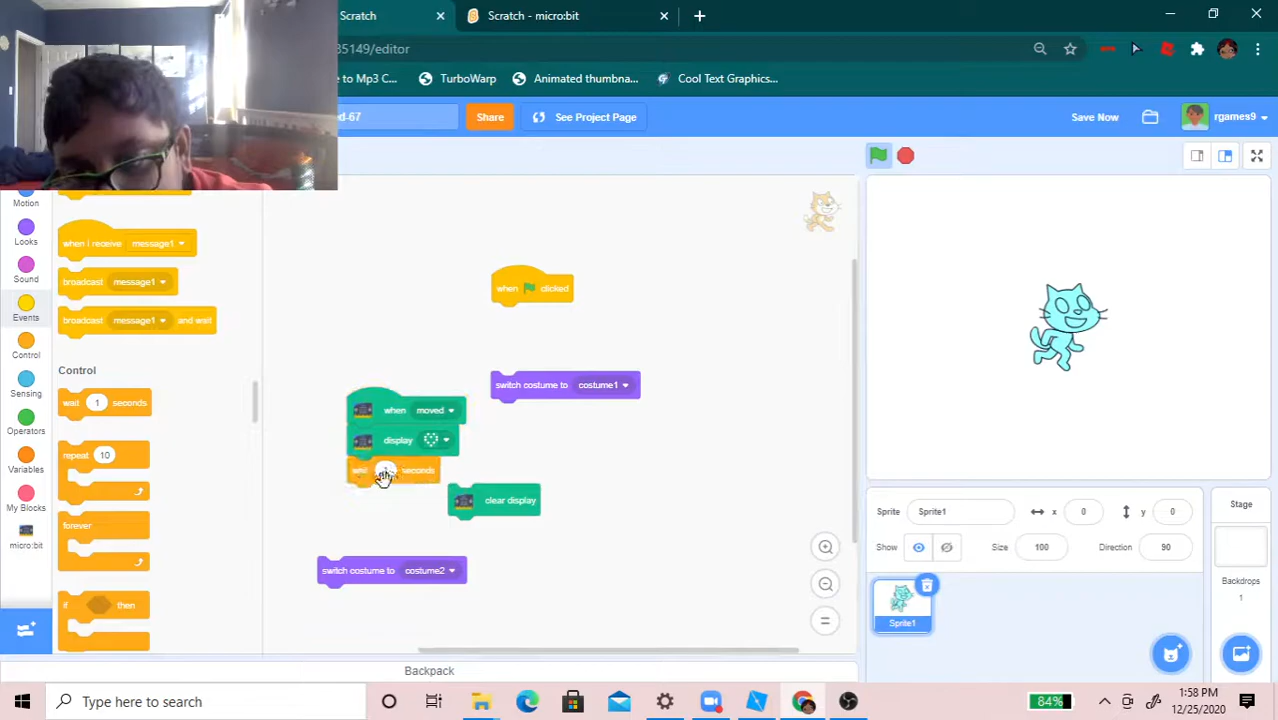 Scratch
Scratch - micro:bit
35149/editor
e to Mp3 C...
TurboWarp
Animated thumbna...
Cool Text Graphics...
ed-67
Share
See Project Page
Save Now
rgames9
Motion
Looks
Sound
Events
Control
Sensing
Operators
Variables
My Blocks
micro:bit
when I receive message1
broadcast message1
broadcast message1 and wait
Control
wait 1 seconds
repeat 10
forever
if then
when clicked
switch costume to costume1
when moved
display
wait seconds
clear display
switch costume to costume2
Backpack
Sprite Sprite1 x 0 y 0
Show Size 100 Direction 90
Sprite1
Stage
Backdrops
1
Type here to search
84%
1:58 PM
12/25/2020